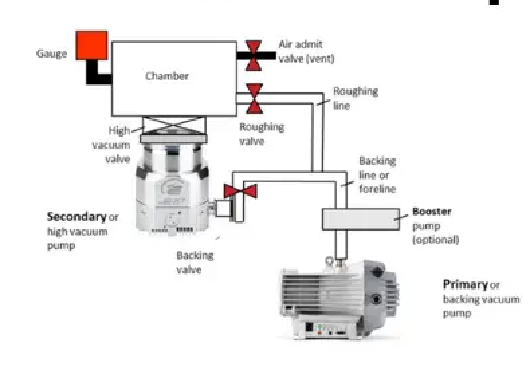 Air admit
valve (vent)
Gauge
Chamber
Roughing
line
Roughing
valve
High
vacuum
valve
Backing
line or
foreline
Secondary or
high vacuum
pump
Booster
pump
(optional)
Backing
valve
Primary or
backing vacuum
pump